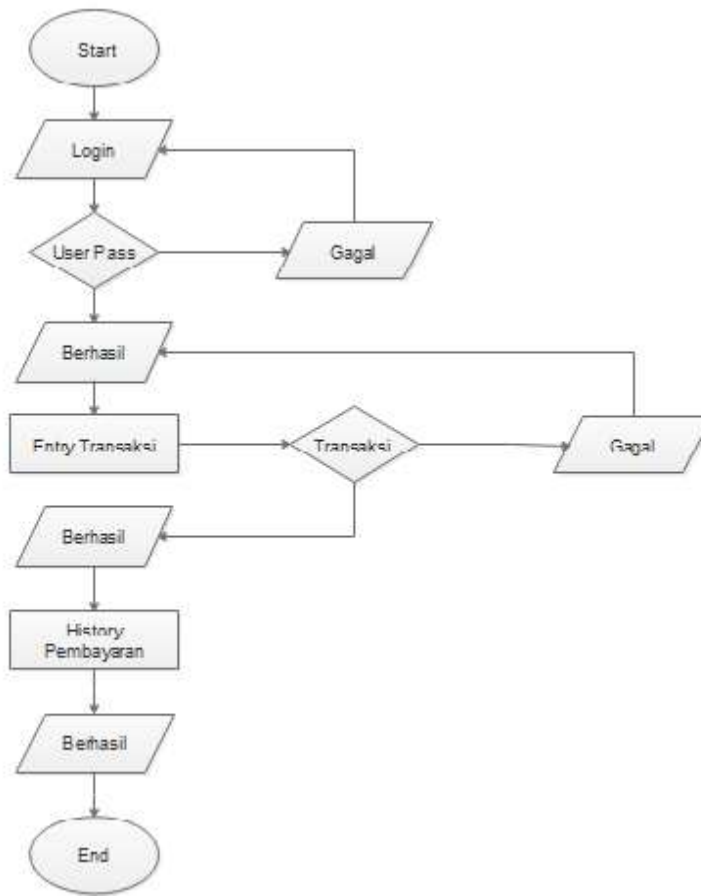 Start
Login
User Pass
Gagal
Berhasil
Entry Transaksi
Transaksi
Gagal
Berhasil
History
Pembayaran
Berhasil
End